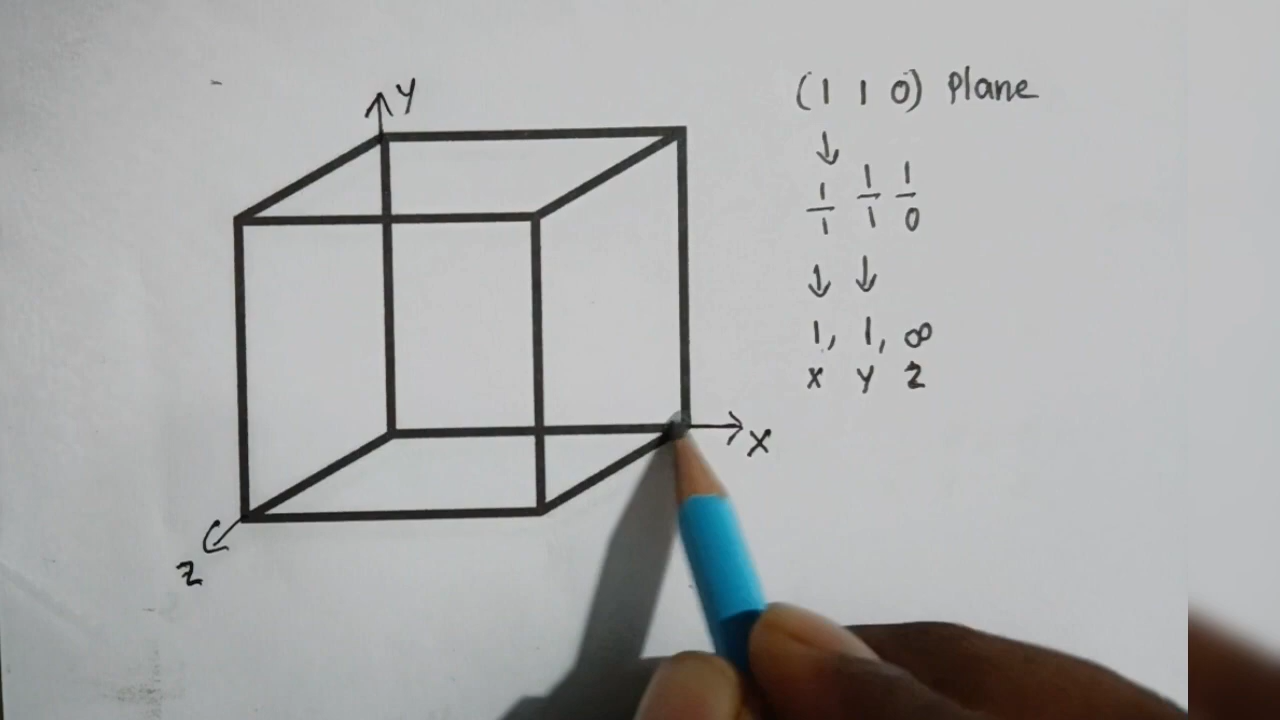 Y
(1 1 0) Plane
↓
1/1 1/1 1/0
↓ ↓
1, 1, ∞
X Y Z
X
Z